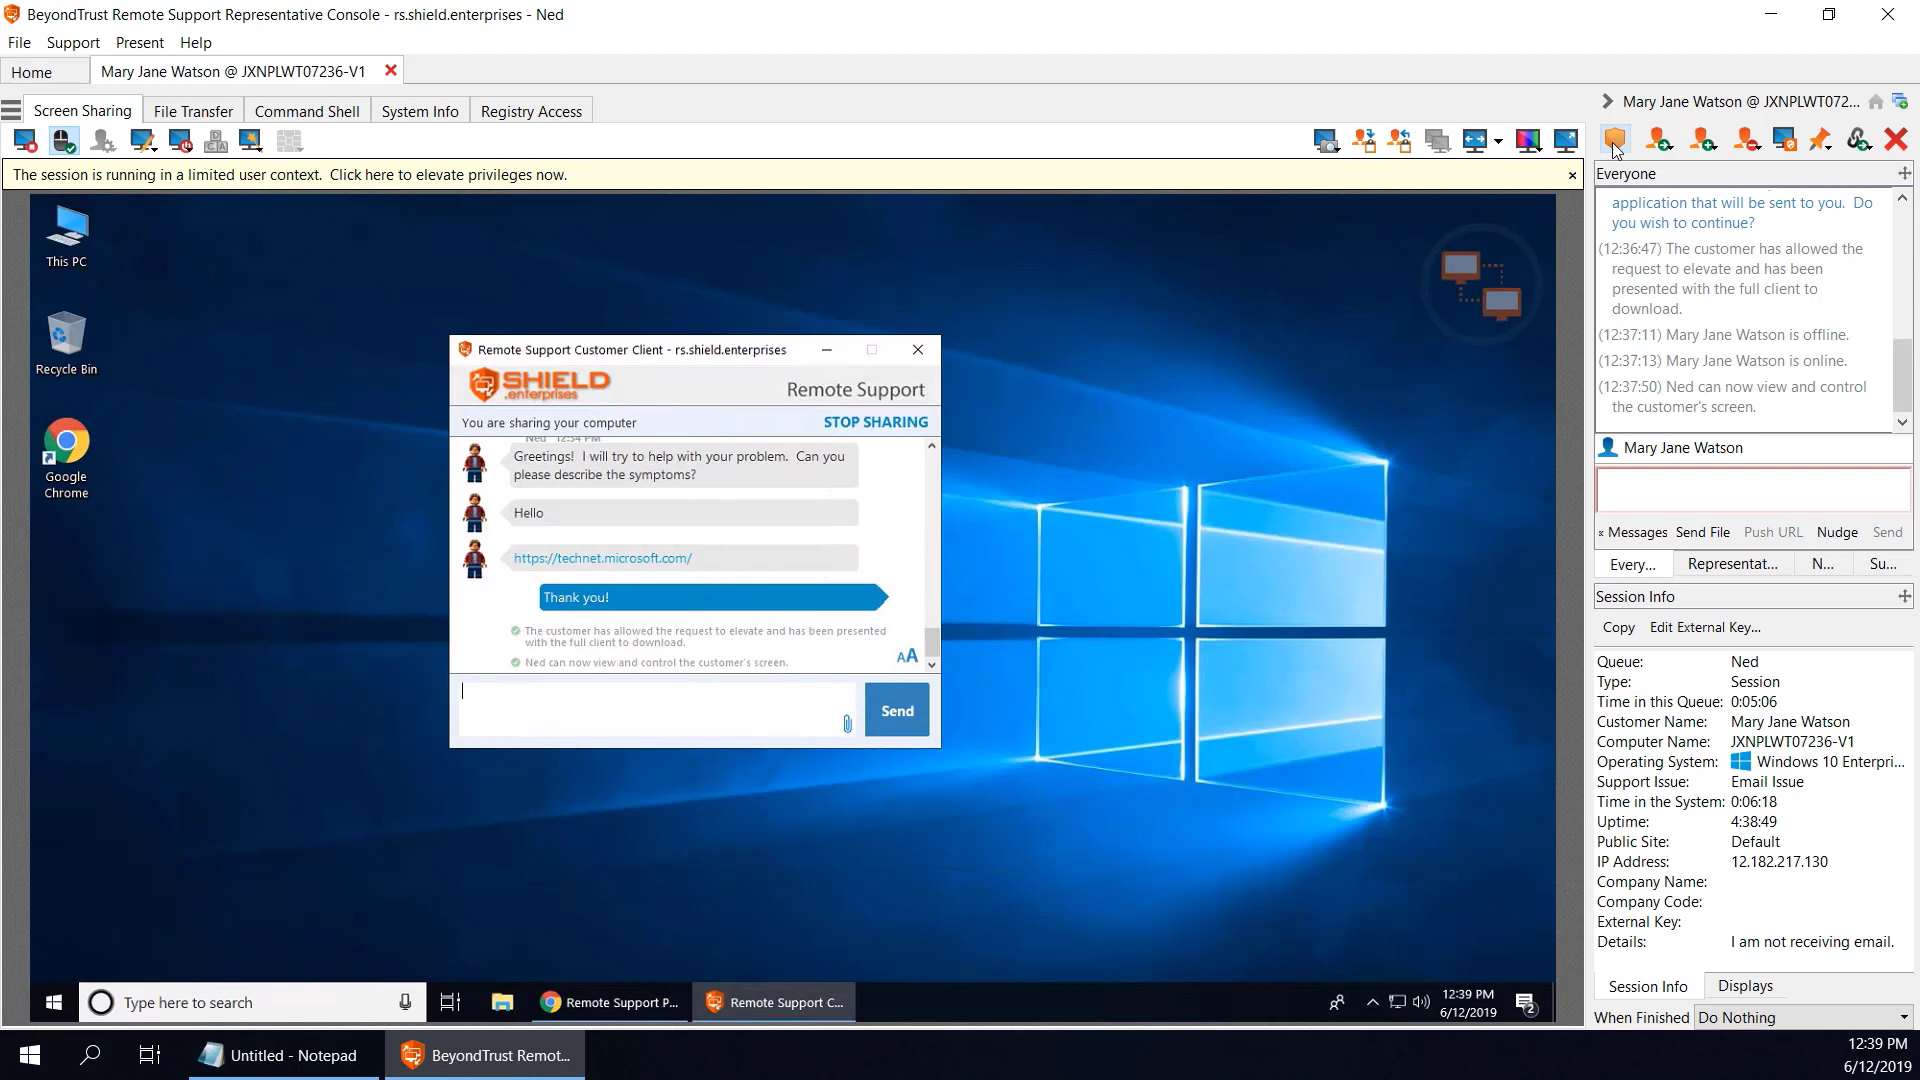 BeyondTrust Remote Support Representative Console - rs.shield.enterprises - Ned
File Support Present Help
Home
Mary Jane Watson @ JXNPLWT07236-V1
Screen Sharing File Transfer Command Shell System Info Registry Access
Mary Jane Watson @ JXNPLWT072...
The session is running in a limited user context. Click here to elevate privileges now.
This PC
Recycle Bin
Google
Chrome
Remote Support Customer Client - rs.shield.enterprises
SHIELD
.enterprises
Remote Support
You are sharing your computer
STOP SHARING
Ned 12:34 PM
Greetings! I will try to help with your problem. Can you
please describe the symptoms?
Hello
https://technet.microsoft.com/
Thank you!
The customer has allowed the request to elevate and has been presented
with the full client to download.
Ned can now view and control the customer's screen.
AA
Send
Type here to search
Remote Support P...
Remote Support C...
12:39 PM
6/12/2019
2
Everyone
application that will be sent to you. Do
you wish to continue?
(12:36:47) The customer has allowed the
request to elevate and has been
presented with the full client to
download.
(12:37:11) Mary Jane Watson is offline.
(12:37:13) Mary Jane Watson is online.
(12:37:50) Ned can now view and control
the customer's screen.
Mary Jane Watson
Messages Send File Push URL Nudge Send
Every... Representat... N... Su...
Session Info
Copy Edit External Key...
Queue: Ned
Type: Session
Time in this Queue: 0:05:06
Customer Name: Mary Jane Watson
Computer Name: JXNPLWT07236-V1
Operating System: Windows 10 Enterpri...
Support Issue: Email Issue
Time in the System: 0:06:18
Uptime: 4:38:49
Public Site: Default
IP Address: 12.182.217.130
Company Name:
Company Code:
External Key:
Details: I am not receiving email.
Session Info Displays
When Finished Do Nothing
Untitled - Notepad
BeyondTrust Remot...
12:39 PM
6/12/2019